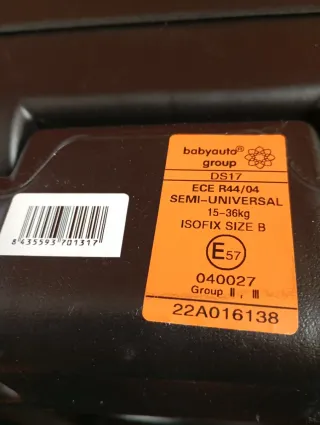 babyauto®
group
DS17
ECE R44/04
SEMI-UNIVERSAL
15-36kg
ISOFIX SIZE B
E57
040027
Group II, III
22A016138
8 435593 701317